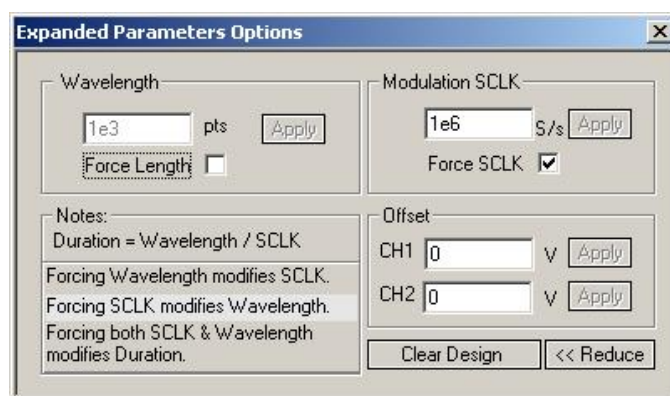 Expanded Parameters Options
Wavelength
1e3 pts Apply
Force Length
Modulation SCLK
1e6 S/s Apply
Force SCLK
Notes:
Duration = Wavelength / SCLK
Forcing Wavelength modifies SCLK.
Forcing SCLK modifies Wavelength.
Forcing both SCLK & Wavelength
modifies Duration.
Offset
CH1 0 V Apply
CH2 0 V Apply
Clear Design << Reduce